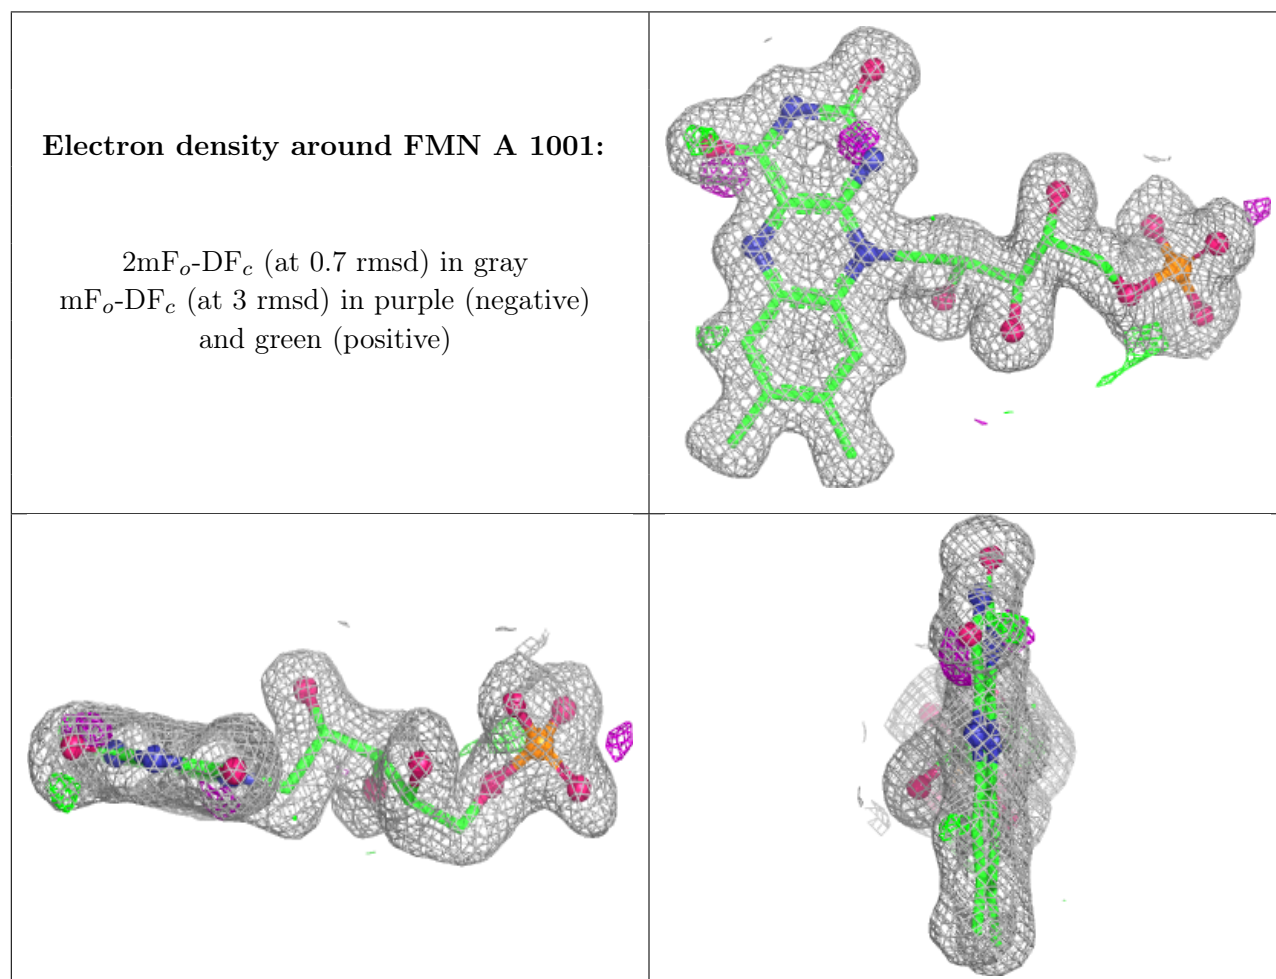 Electron density around FMN A 1001:
2mFo-DFc (at 0.7 rmsd) in gray
mFo-DFc (at 3 rmsd) in purple (negative)
and green (positive)